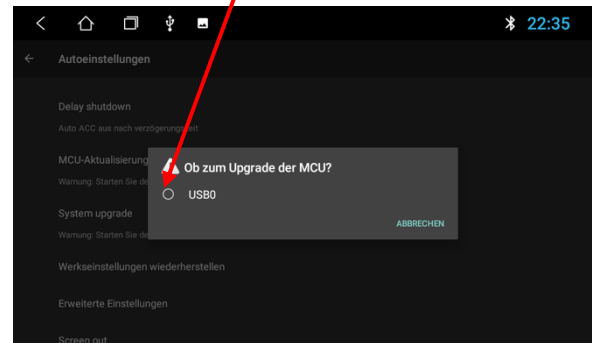 22:35
Autoeinstellungen
Delay shutdown
Auto ACC aus nach verzögerungszeit
MCU-Aktualisierung
Warnung: Starten Sie de
Ob zum Upgrade der MCU?
USB0
ABBRECHEN
System upgrade
Warnung: Starten Sie de
Werkseinstellungen wiederherstellen
Erweiterte Einstellungen
Screen out